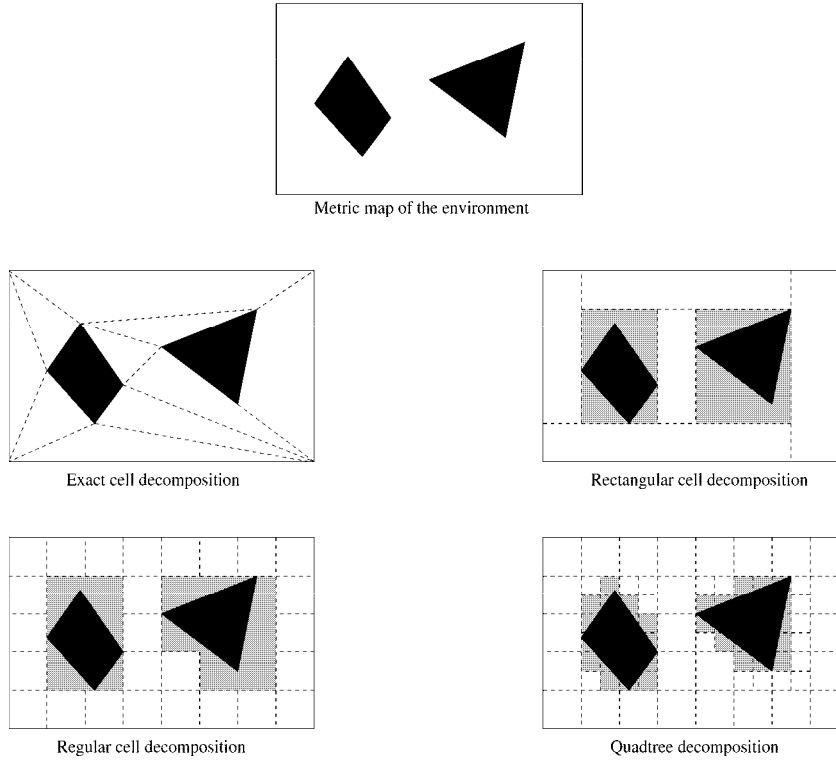 Metric map of the environment
Exact cell decomposition
Rectangular cell decomposition
Regular cell decomposition
Quadtree decomposition